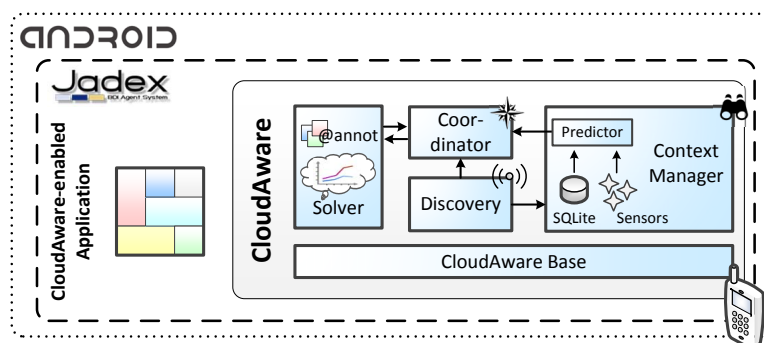 ANDROID
Jadex
BDI Agent System
CloudAware-enabled
Application
CloudAware
@annot
Solver
Coor-
dinator
Discovery
Predictor
SQLite
Sensors
Context
Manager
CloudAware Base